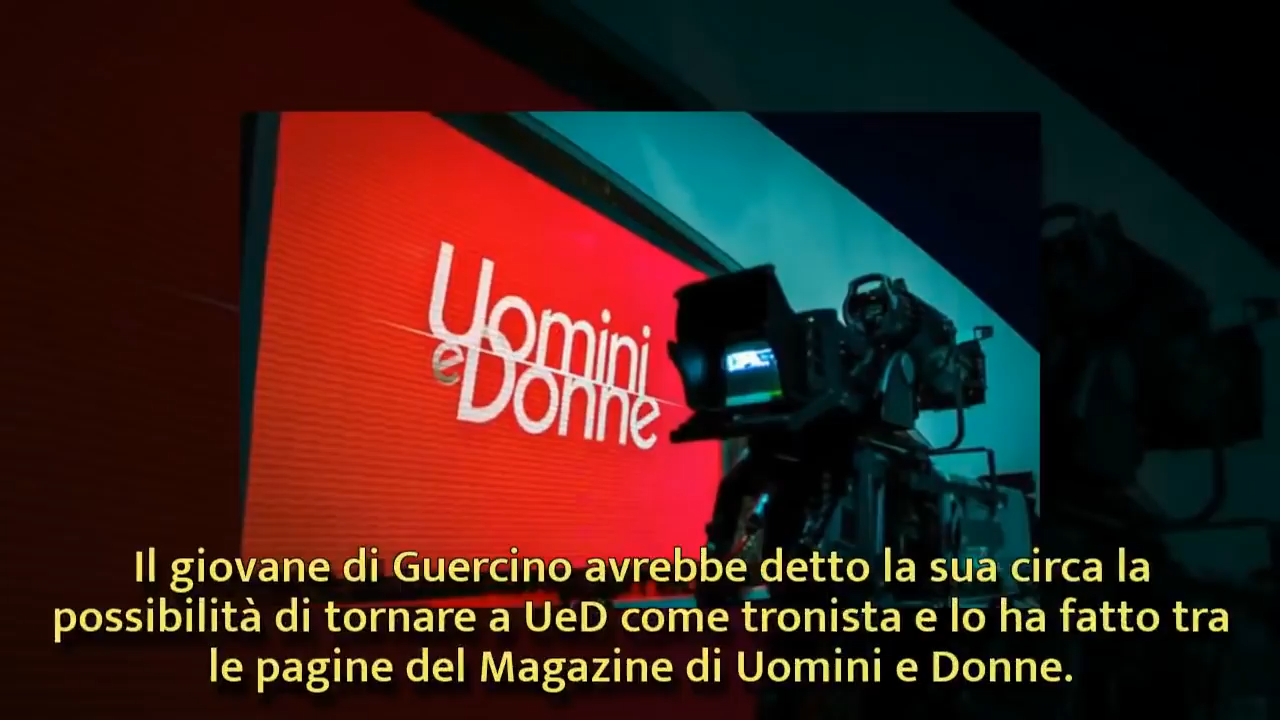 Uomini
e Donne
Il giovane di Guercino avrebbe detto la sua circa la
possibilità di tornare a UeD come tronista e lo ha fatto tra
le pagine del Magazine di Uomini e Donne.